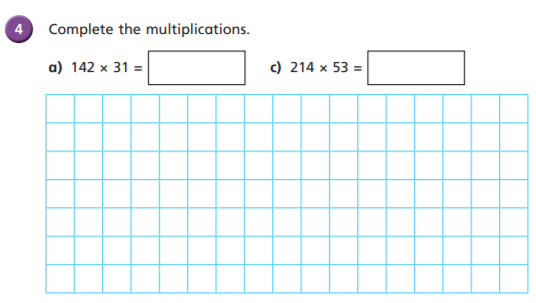 4 Complete the multiplications.
a) 142 × 31 = c) 214 × 53 =